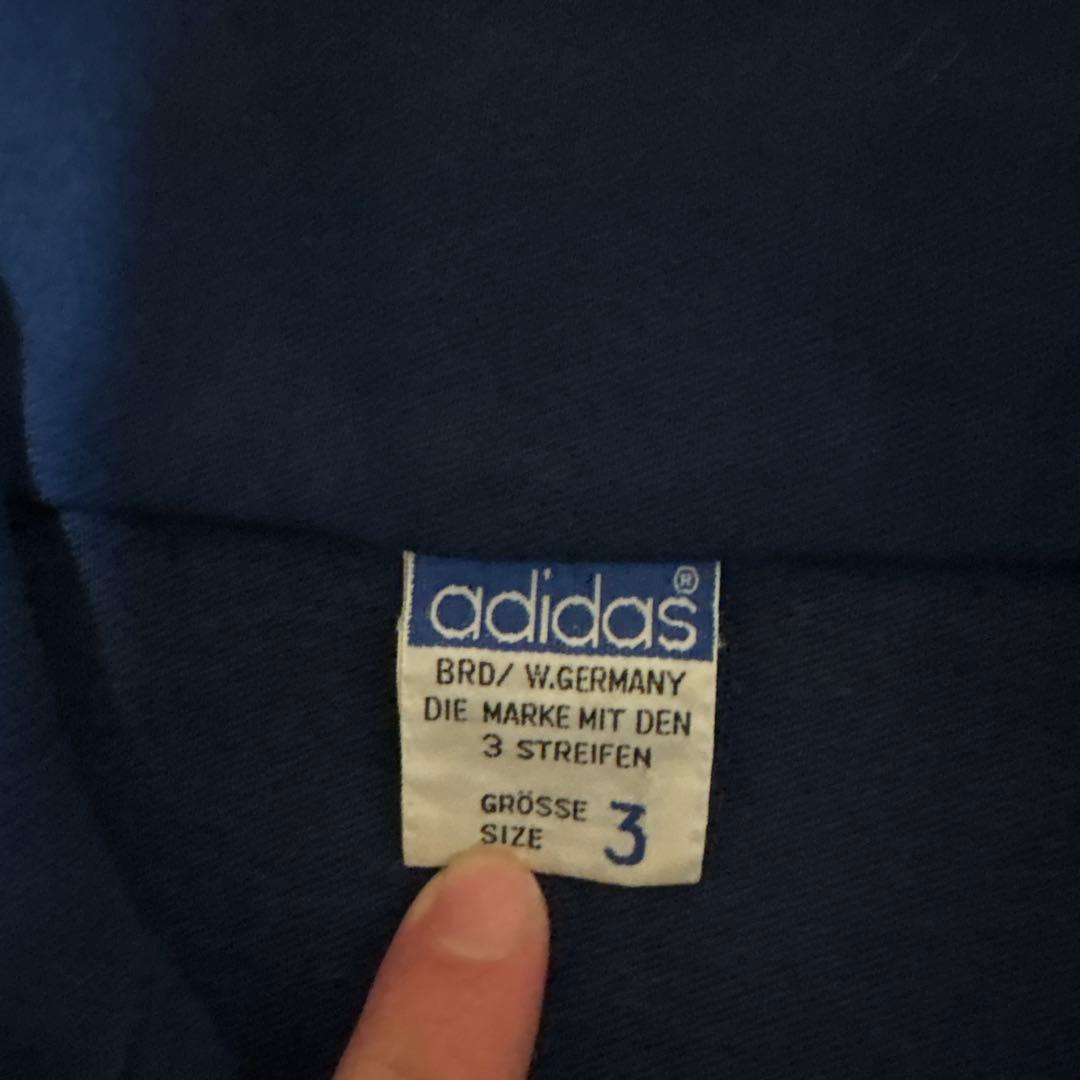 adidas®
BRD/ W.GERMANY
DIE MARKE MIT DEN
3 STREIFEN
GRÖSSE
SIZE 3